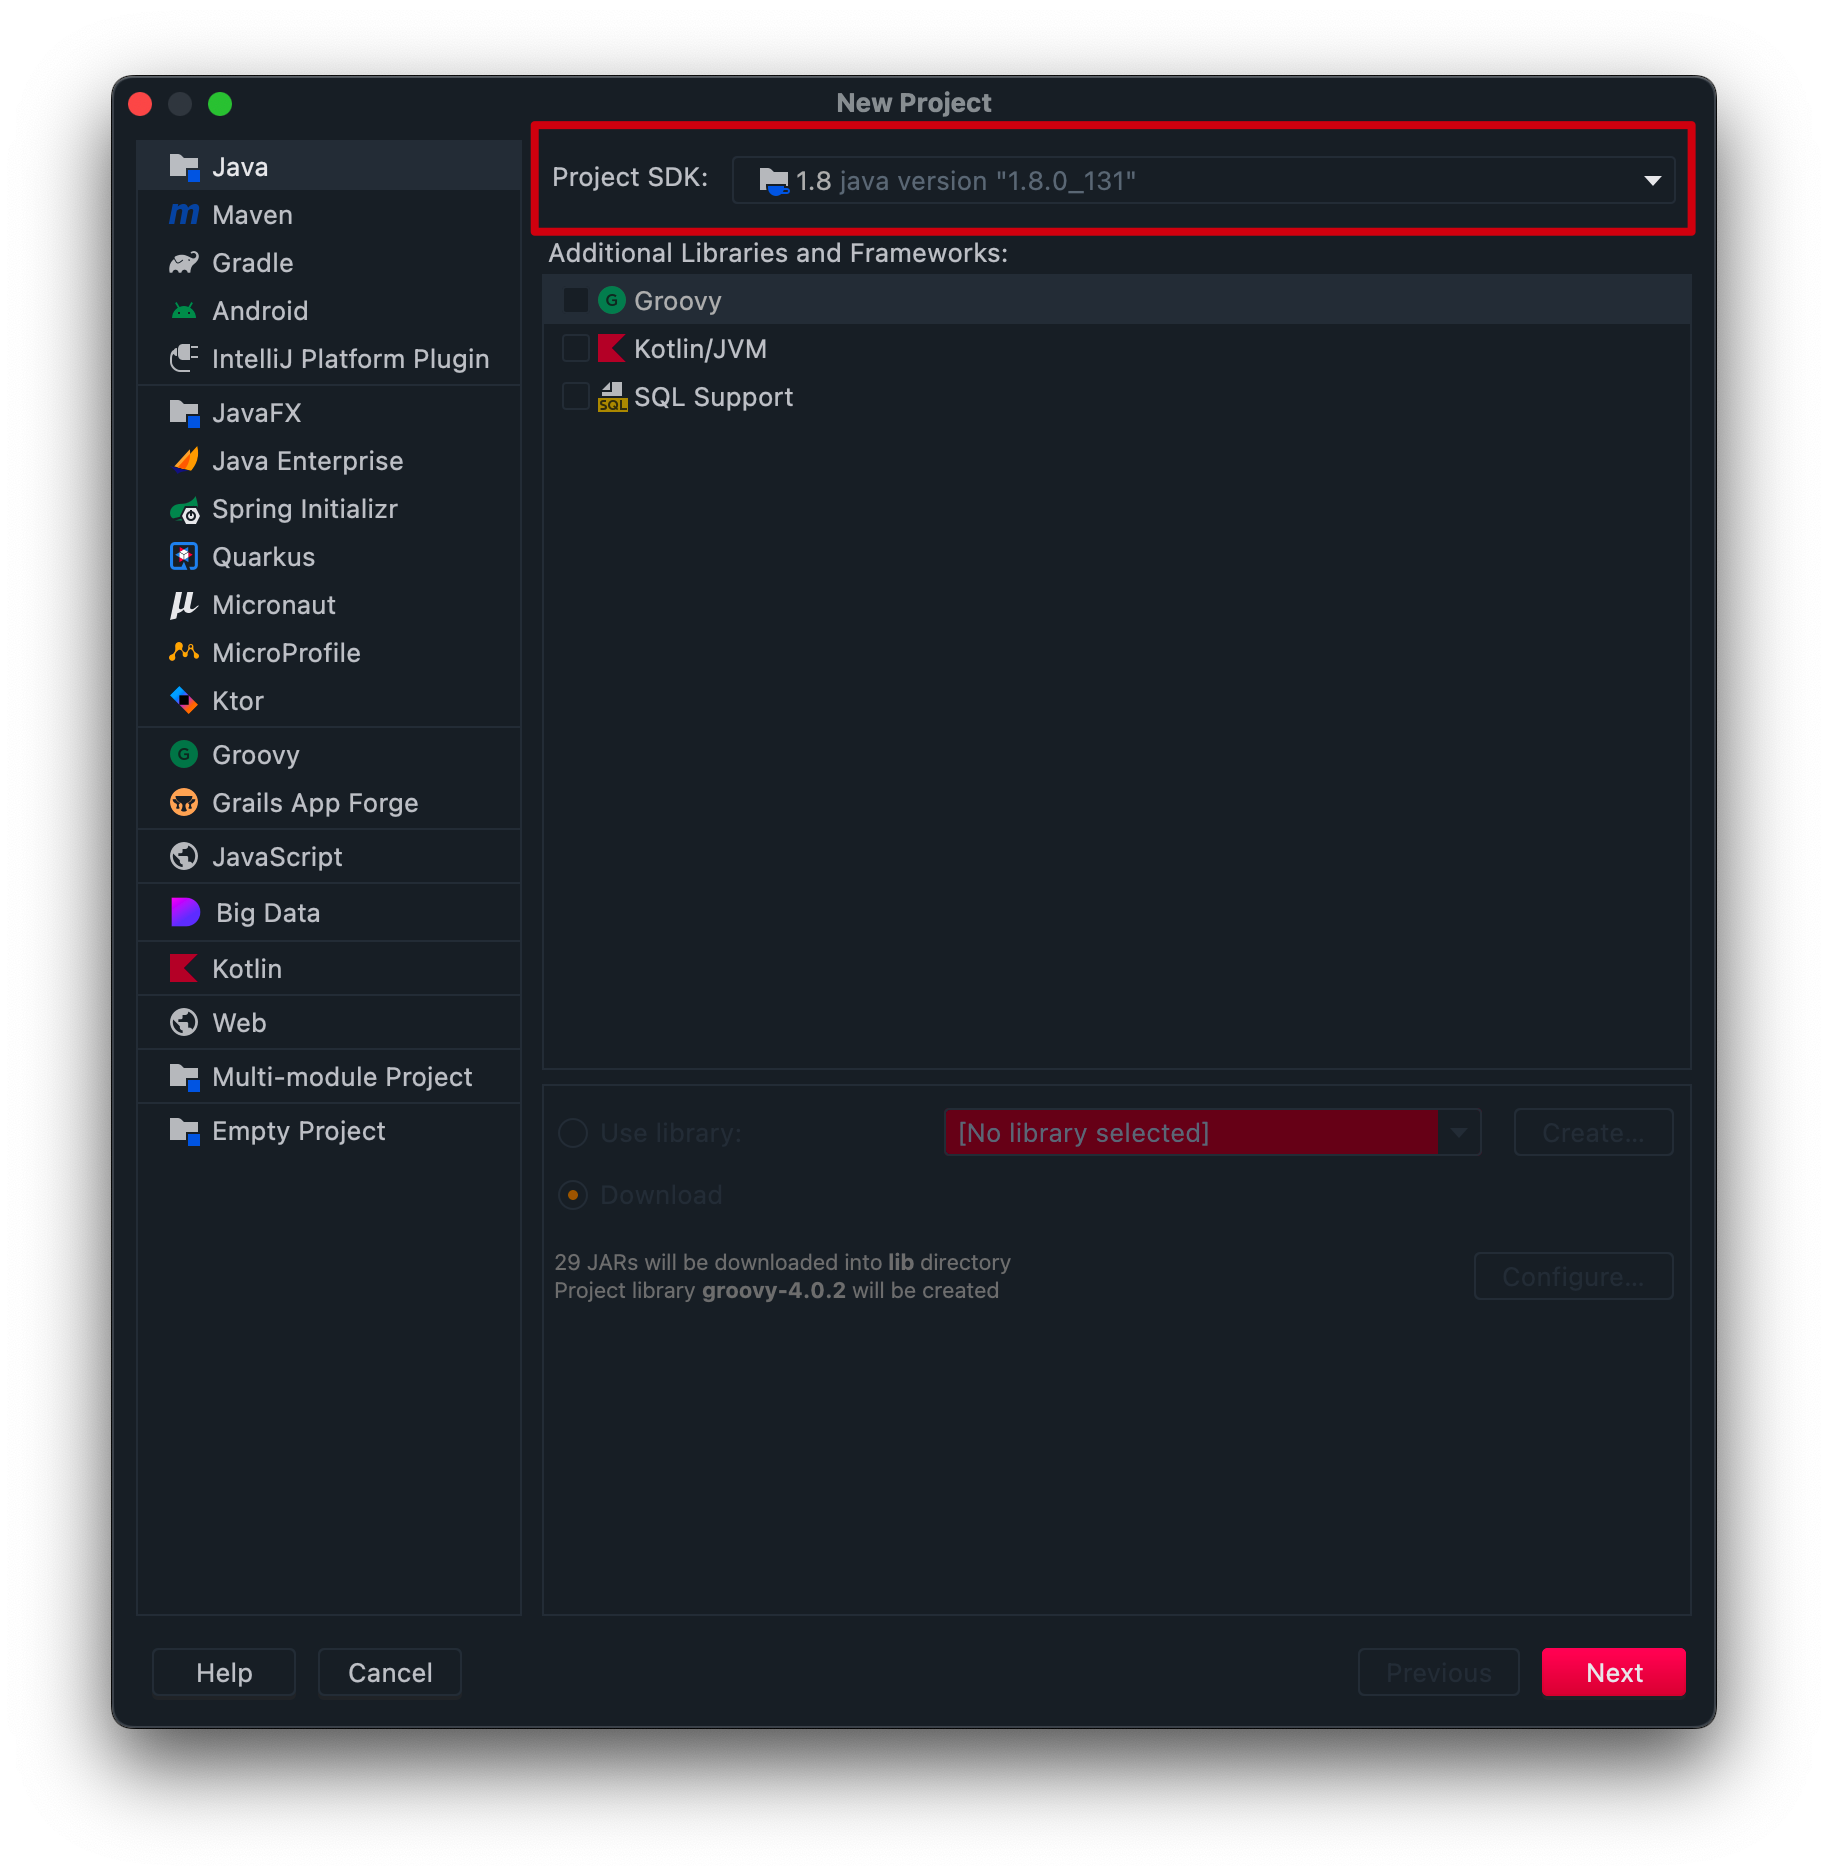 New Project
Java
Maven
Gradle
Android
IntelliJ Platform Plugin
JavaFX
Java Enterprise
Spring Initializr
Quarkus
Micronaut
MicroProfile
Ktor
Groovy
Grails App Forge
JavaScript
Big Data
Kotlin
Web
Multi-module Project
Empty Project
Project SDK: 1.8 java version "1.8.0_131"
Additional Libraries and Frameworks:
Groovy
Kotlin/JVM
SQL Support
Use library: [No library selected] Create...
Download
29 JARs will be downloaded into lib directory
Project library groovy-4.0.2 will be created
Configure...
Help Cancel Previous Next